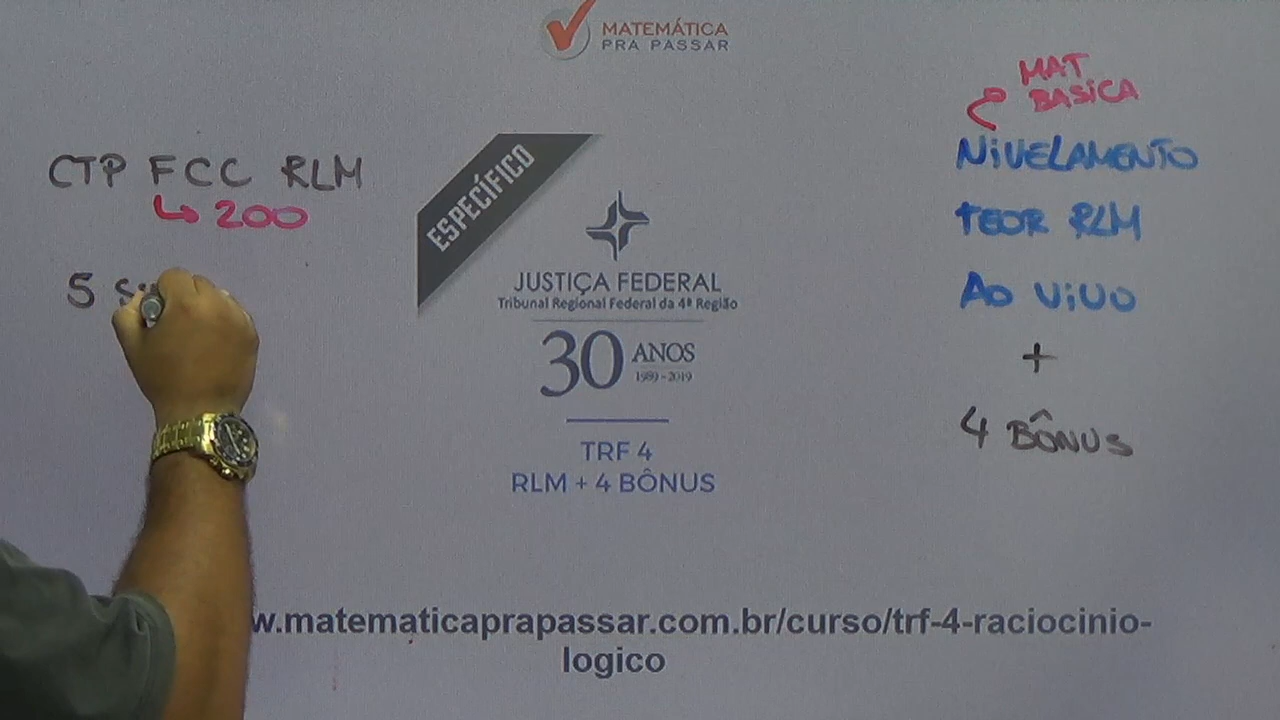 MATEMÁTICA
PRA PASSAR
CTP FCC RLM
↳ 200
5
ESPECÍFICO
JUSTIÇA FEDERAL
Tribunal Regional Federal da 4ª Região
30 ANOS
1989 - 2019
TRF 4
RLM + 4 BÔNUS
MAT
BASICA
NIVELAMENTO
TEOR RLM
AO VIVO
+
4 BÔNUS
w.matematicaprapassar.com.br/curso/trf-4-raciocinio-
logico